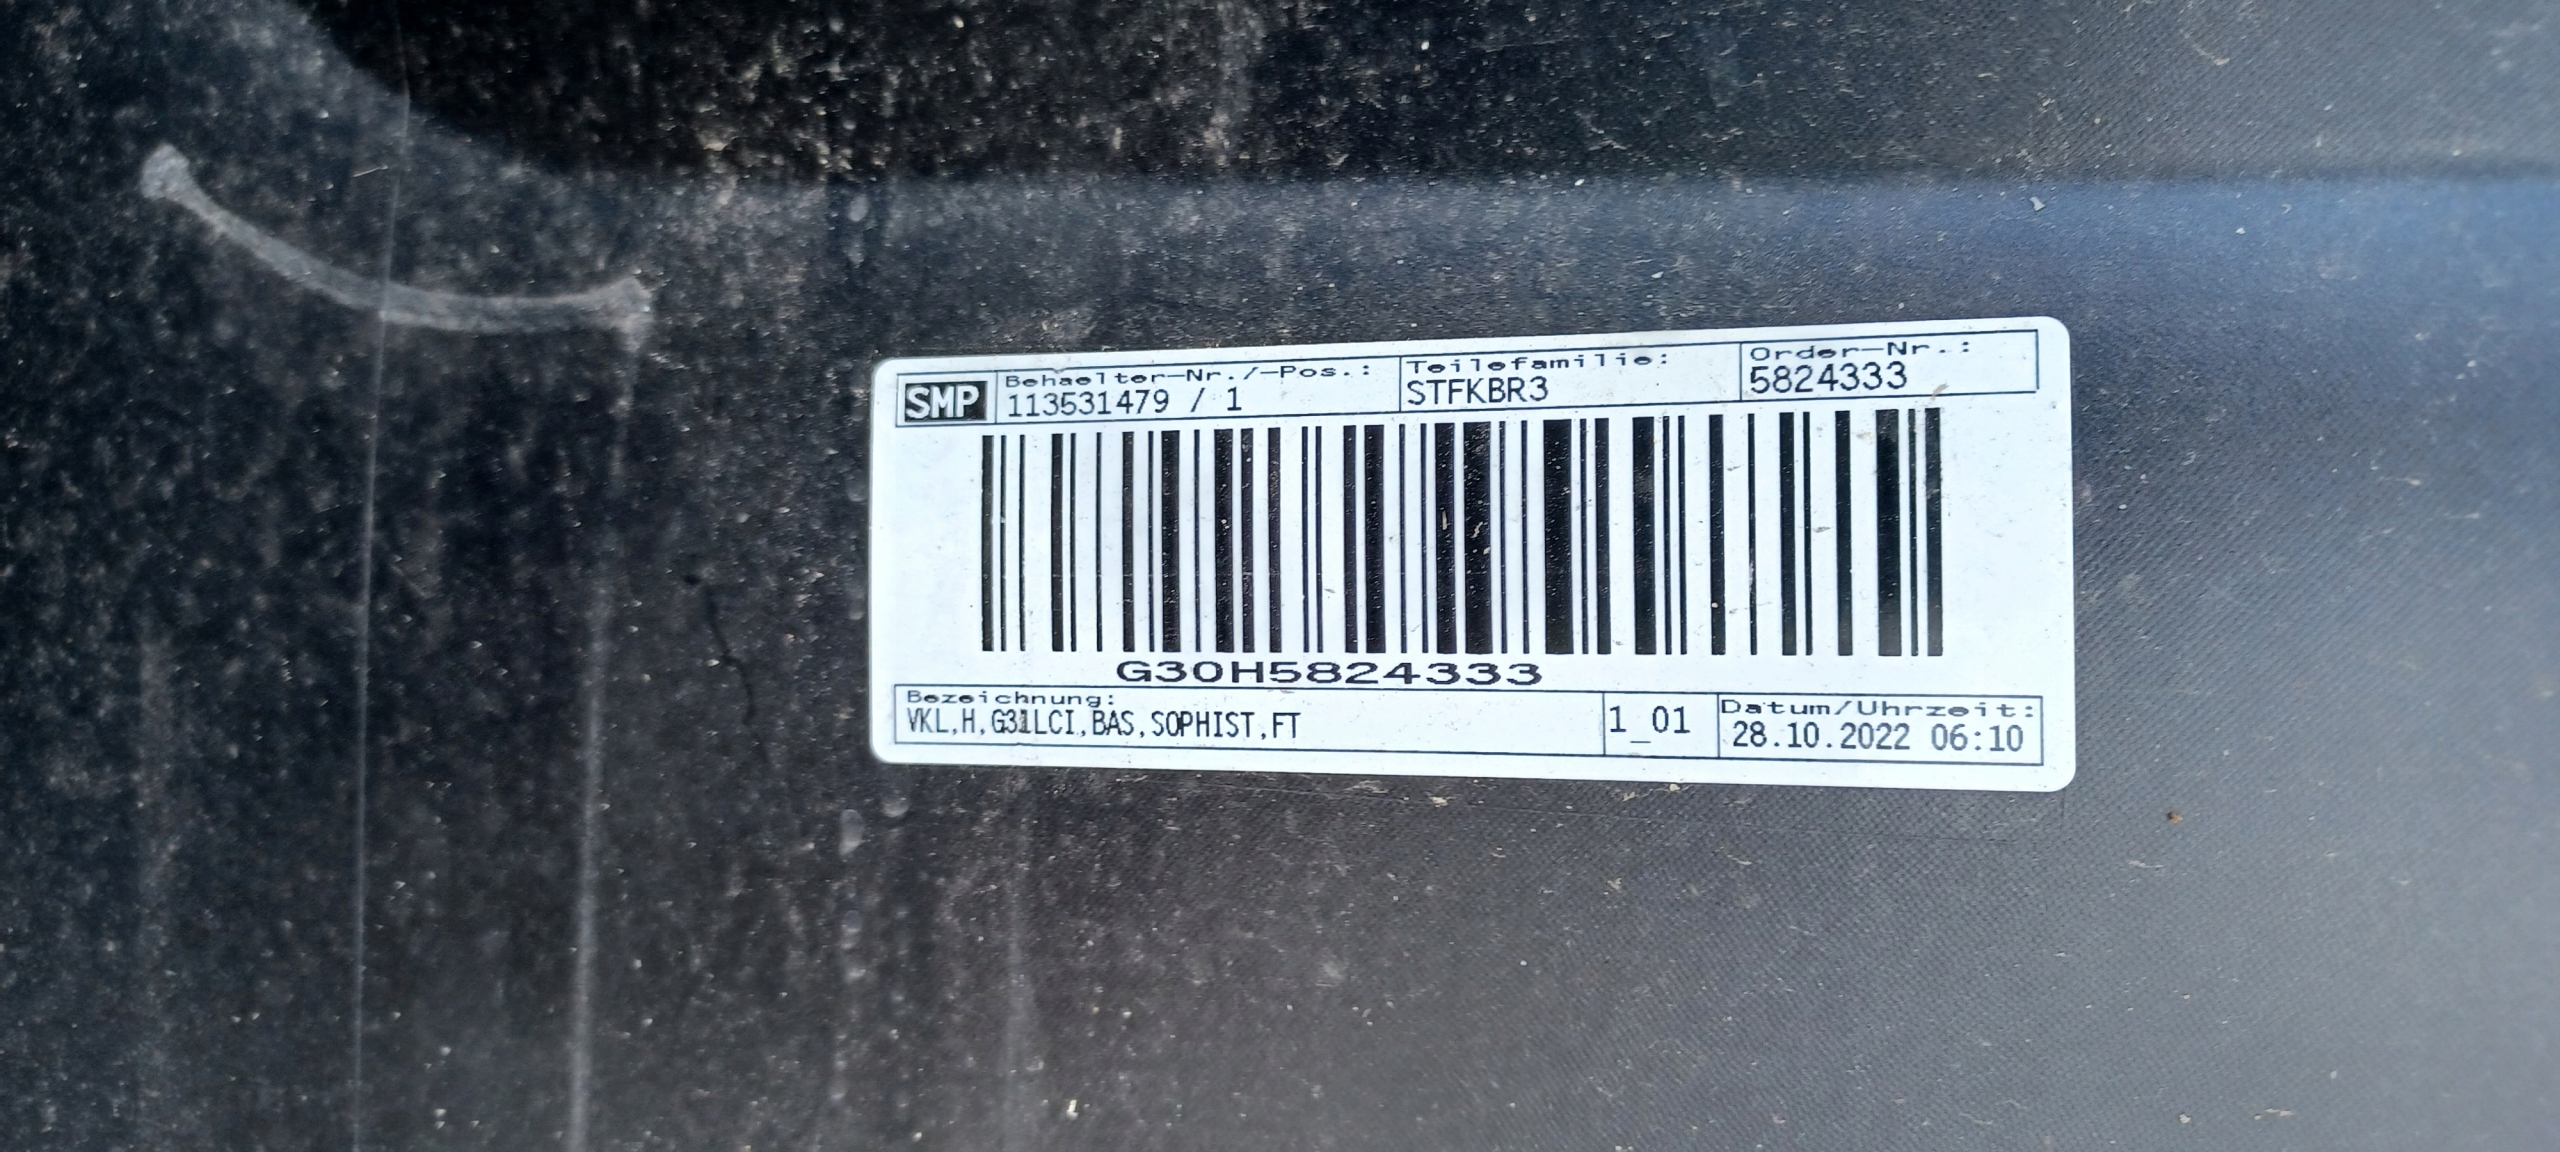 SMP
Behaelter-Nr./-Pos.:
113531479 / 1
Teilefamilie:
STFKBR3
Order-Nr.:
5824333
G30H5824333
Bezeichnung:
VKL,H,G31LCI,BAS,SOPHIST,FT
1_01
Datum/Uhrzeit:
28.10.2022 06:10